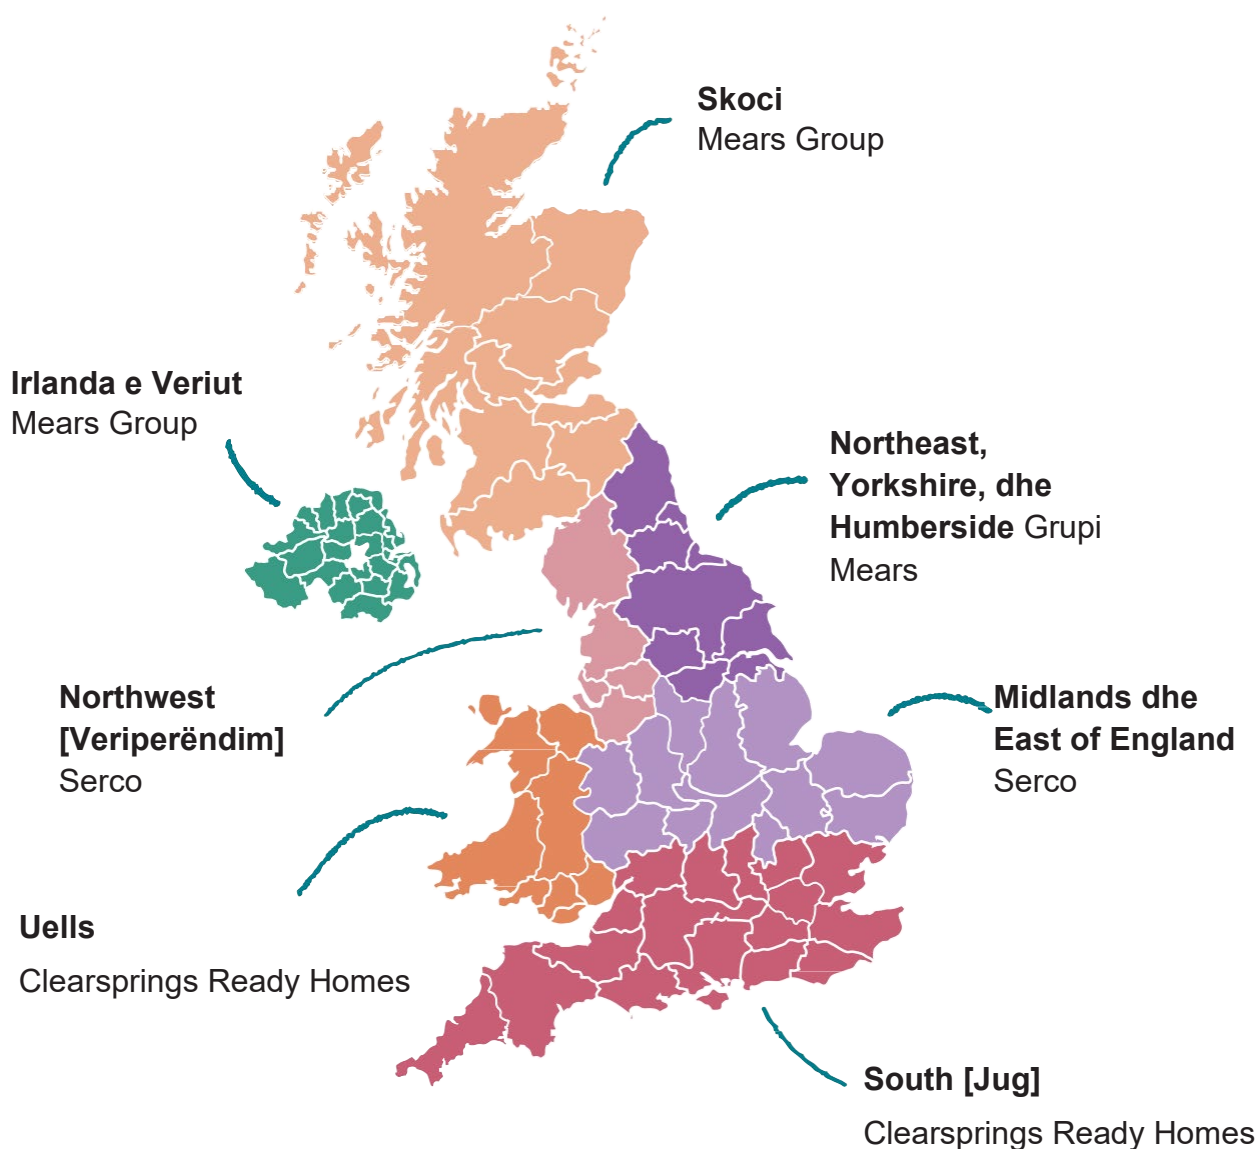 Skoci
Mears Group
Irlanda e Veriut
Mears Group
Northeast,
Yorkshire, dhe
Humberside Grupi
Mears
Northwest
[Veriperëndim]
Serco
Midlands dhe
East of England
Serco
Uells
Clearsprings Ready Homes
South [Jug]
Clearsprings Ready Homes